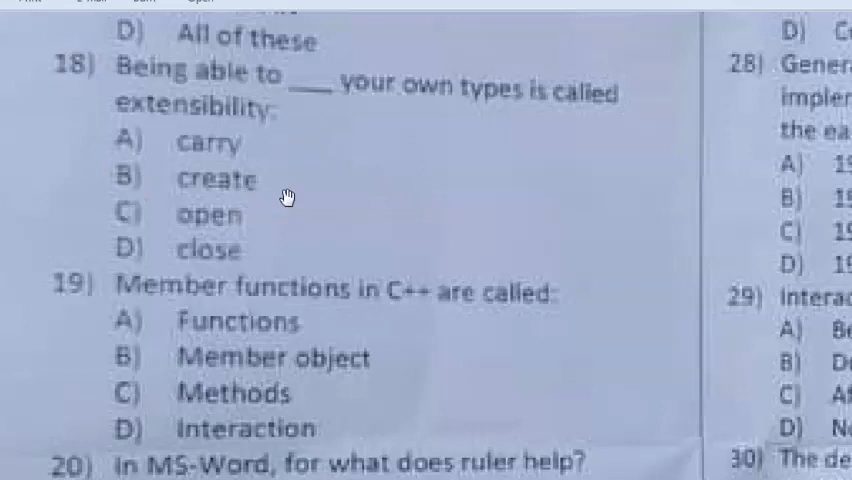 D) All of these
18) Being able to ____ your own types is called
extensibility:
A) carry
B) create
C) open
D) close
19) Member functions in C++ are called:
A) Functions
B) Member object
C) Methods
D) Interaction
20) In MS-Word, for what does ruler help?
D)
28)
the
A)
B)
C)
D)
29)
A)
B)
C)
D)
30) The